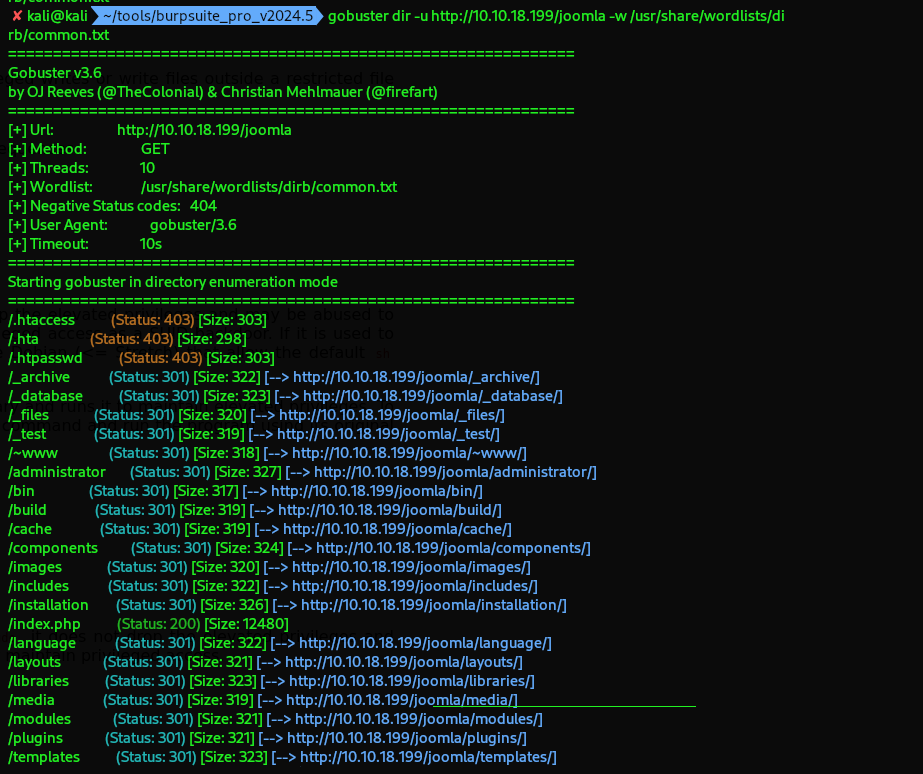 rb/common.txt
✘ kali@kali ~/tools/burpsuite_pro_v2024.5 gobuster dir -u http://10.10.18.199/joomla -w /usr/share/wordlists/di
rb/common.txt
===============================================================
Gobuster v3.6
by OJ Reeves (@TheColonial) & Christian Mehlmauer (@firefart)
===============================================================
[+] Url: http://10.10.18.199/joomla
[+] Method: GET
[+] Threads: 10
[+] Wordlist: /usr/share/wordlists/dirb/common.txt
[+] Negative Status codes: 404
[+] User Agent: gobuster/3.6
[+] Timeout: 10s
===============================================================
Starting gobuster in directory enumeration mode
===============================================================
/.htaccess (Status: 403) [Size: 303]
/.hta (Status: 403) [Size: 298]
/.htpasswd (Status: 403) [Size: 303]
/_archive (Status: 301) [Size: 322] [--> http://10.10.18.199/joomla/_archive/]
/_database (Status: 301) [Size: 323] [--> http://10.10.18.199/joomla/_database/]
/_files (Status: 301) [Size: 320] [--> http://10.10.18.199/joomla/_files/]
/_test (Status: 301) [Size: 319] [--> http://10.10.18.199/joomla/_test/]
/~www (Status: 301) [Size: 318] [--> http://10.10.18.199/joomla/~www/]
/administrator (Status: 301) [Size: 327] [--> http://10.10.18.199/joomla/administrator/]
/bin (Status: 301) [Size: 317] [--> http://10.10.18.199/joomla/bin/]
/build (Status: 301) [Size: 319] [--> http://10.10.18.199/joomla/build/]
/cache (Status: 301) [Size: 319] [--> http://10.10.18.199/joomla/cache/]
/components (Status: 301) [Size: 324] [--> http://10.10.18.199/joomla/components/]
/images (Status: 301) [Size: 320] [--> http://10.10.18.199/joomla/images/]
/includes (Status: 301) [Size: 322] [--> http://10.10.18.199/joomla/includes/]
/installation (Status: 301) [Size: 326] [--> http://10.10.18.199/joomla/installation/]
/index.php (Status: 200) [Size: 12480]
/language (Status: 301) [Size: 322] [--> http://10.10.18.199/joomla/language/]
/layouts (Status: 301) [Size: 321] [--> http://10.10.18.199/joomla/layouts/]
/libraries (Status: 301) [Size: 323] [--> http://10.10.18.199/joomla/libraries/]
/media (Status: 301) [Size: 319] [--> http://10.10.18.199/joomla/media/]
/modules (Status: 301) [Size: 321] [--> http://10.10.18.199/joomla/modules/]
/plugins (Status: 301) [Size: 321] [--> http://10.10.18.199/joomla/plugins/]
/templates (Status: 301) [Size: 323] [--> http://10.10.18.199/joomla/templates/]